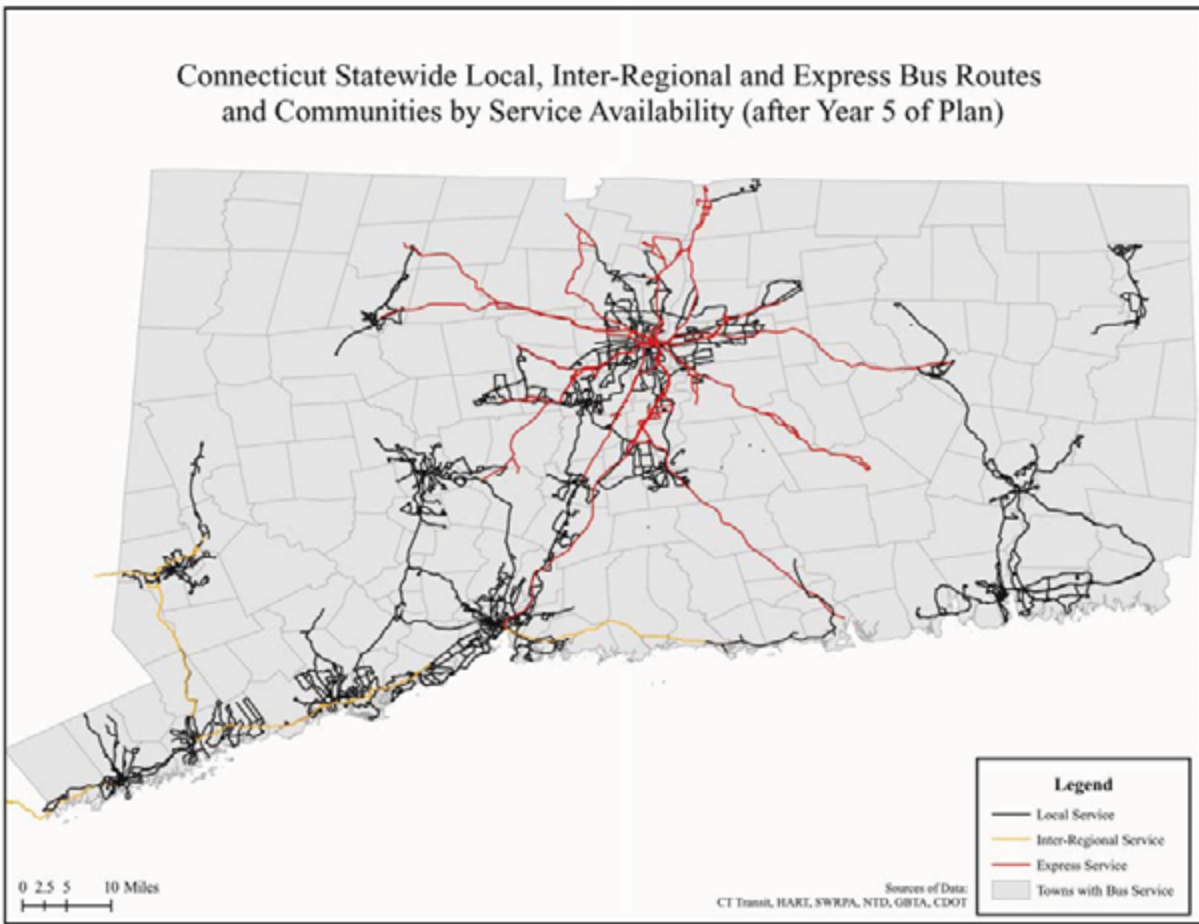 Connecticut Statewide Local, Inter-Regional and Express Bus Routes
and Communities by Service Availability (after Year 5 of Plan)
Legend
Local Service
Inter-Regional Service
Express Service
Towns with Bus Service
0 2.5 5 10 Miles
Sources of Data:
CT Transit, HART, SWRPA, NTD, GBTA, CDOT